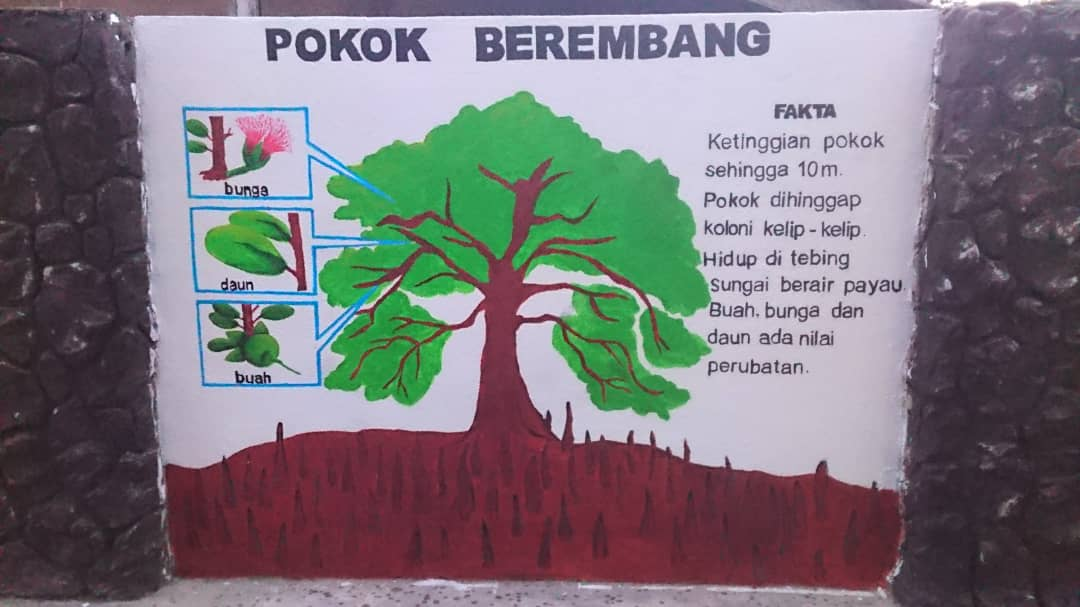 POKOK BEREMBANG
bunga
daun
buah
FAKTA
Ketinggian pokok
sehingga 10m.
Pokok dihinggap
koloni kelip-kelip.
Hidup di tebing
Sungai berair payau.
Buah, bunga dan
daun ada nilai
perubatan.